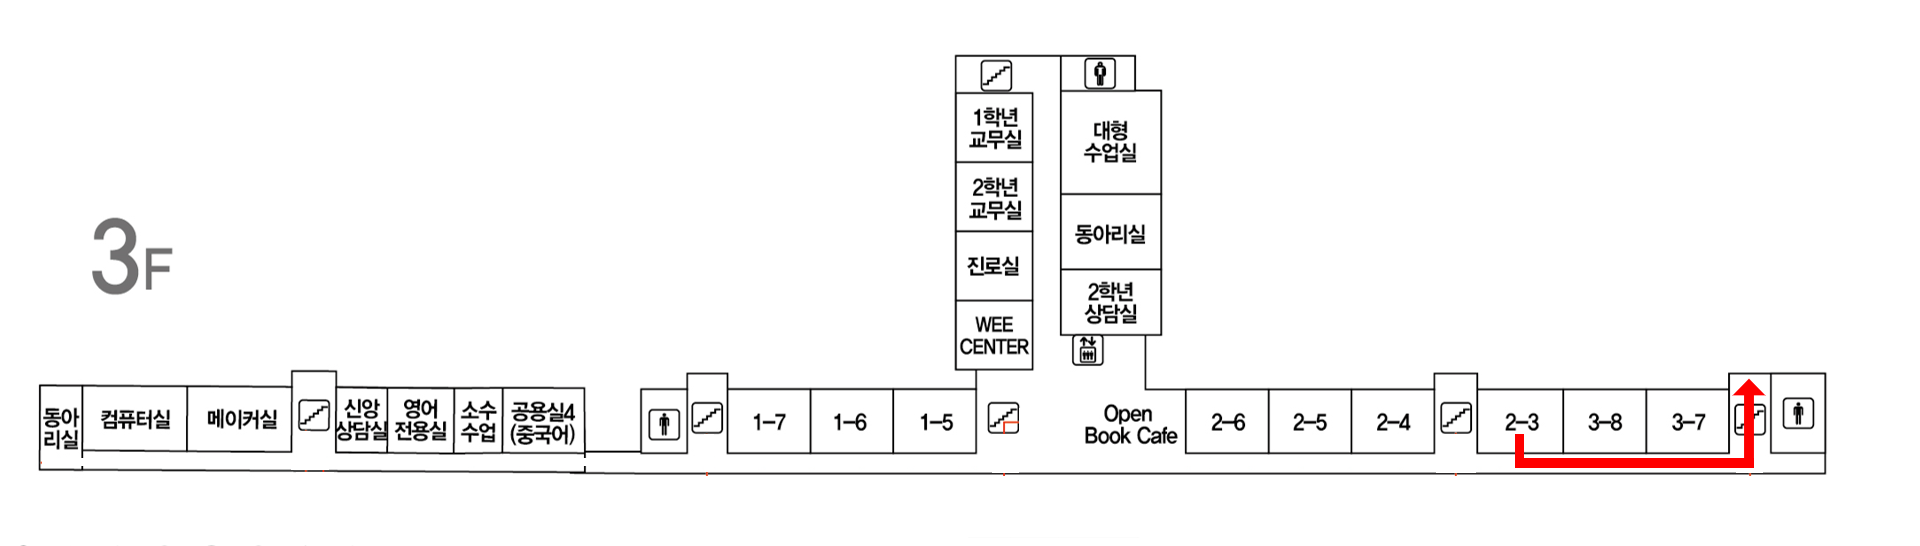 1학년
교무실
2학년
교무실
진로실
WEE
CENTER
대형
수업실
동아리실
2학년
상담실
3F
동아
리실
컴퓨터실
메이커실
신앙
상담실
영어
전용실
소수
수업
공용실4
(중국어)
1-7
1-6
1-5
Open
Book Cafe
2-6
2-5
2-4
2-3
3-8
3-7